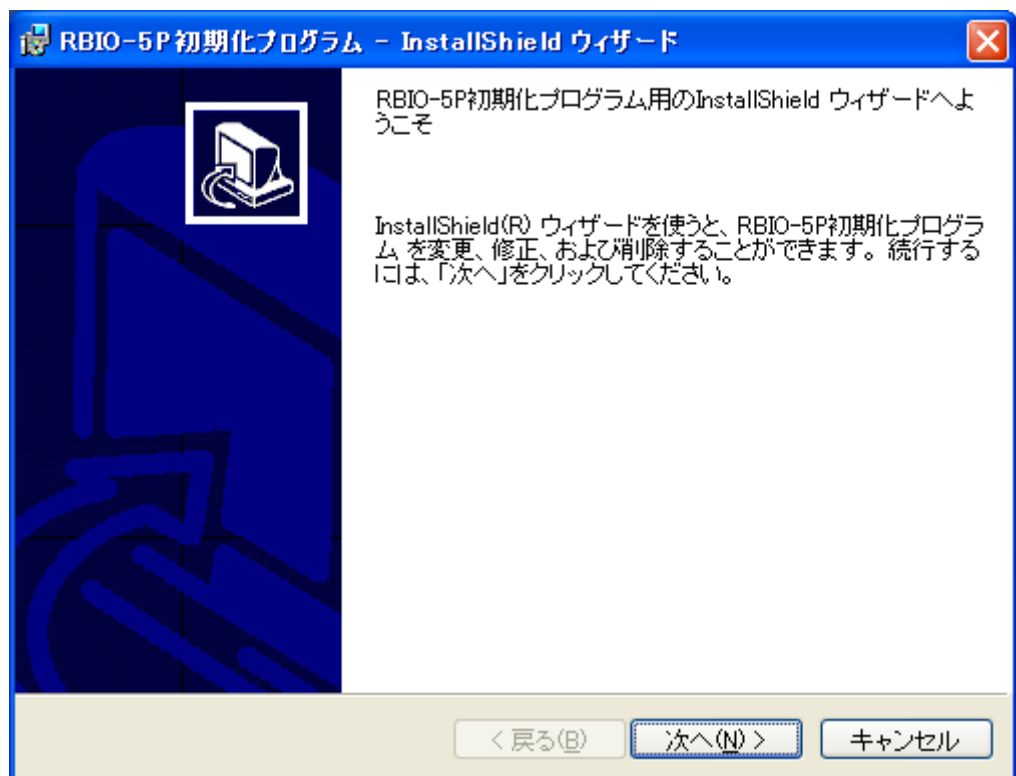 RBIO-5P初期化プログラム - InstallShield ウィザード
RBIO-5P初期化プログラム用のInstallShield ウィザードへよ
うこそ
InstallShield(R) ウィザードを使うと、RBIO-5P初期化プログラ
ム を変更、修正、および削除することができます。続行する
には、「次へ」をクリックしてください。
< 戻る(B)
次へ(N) >
キャンセル